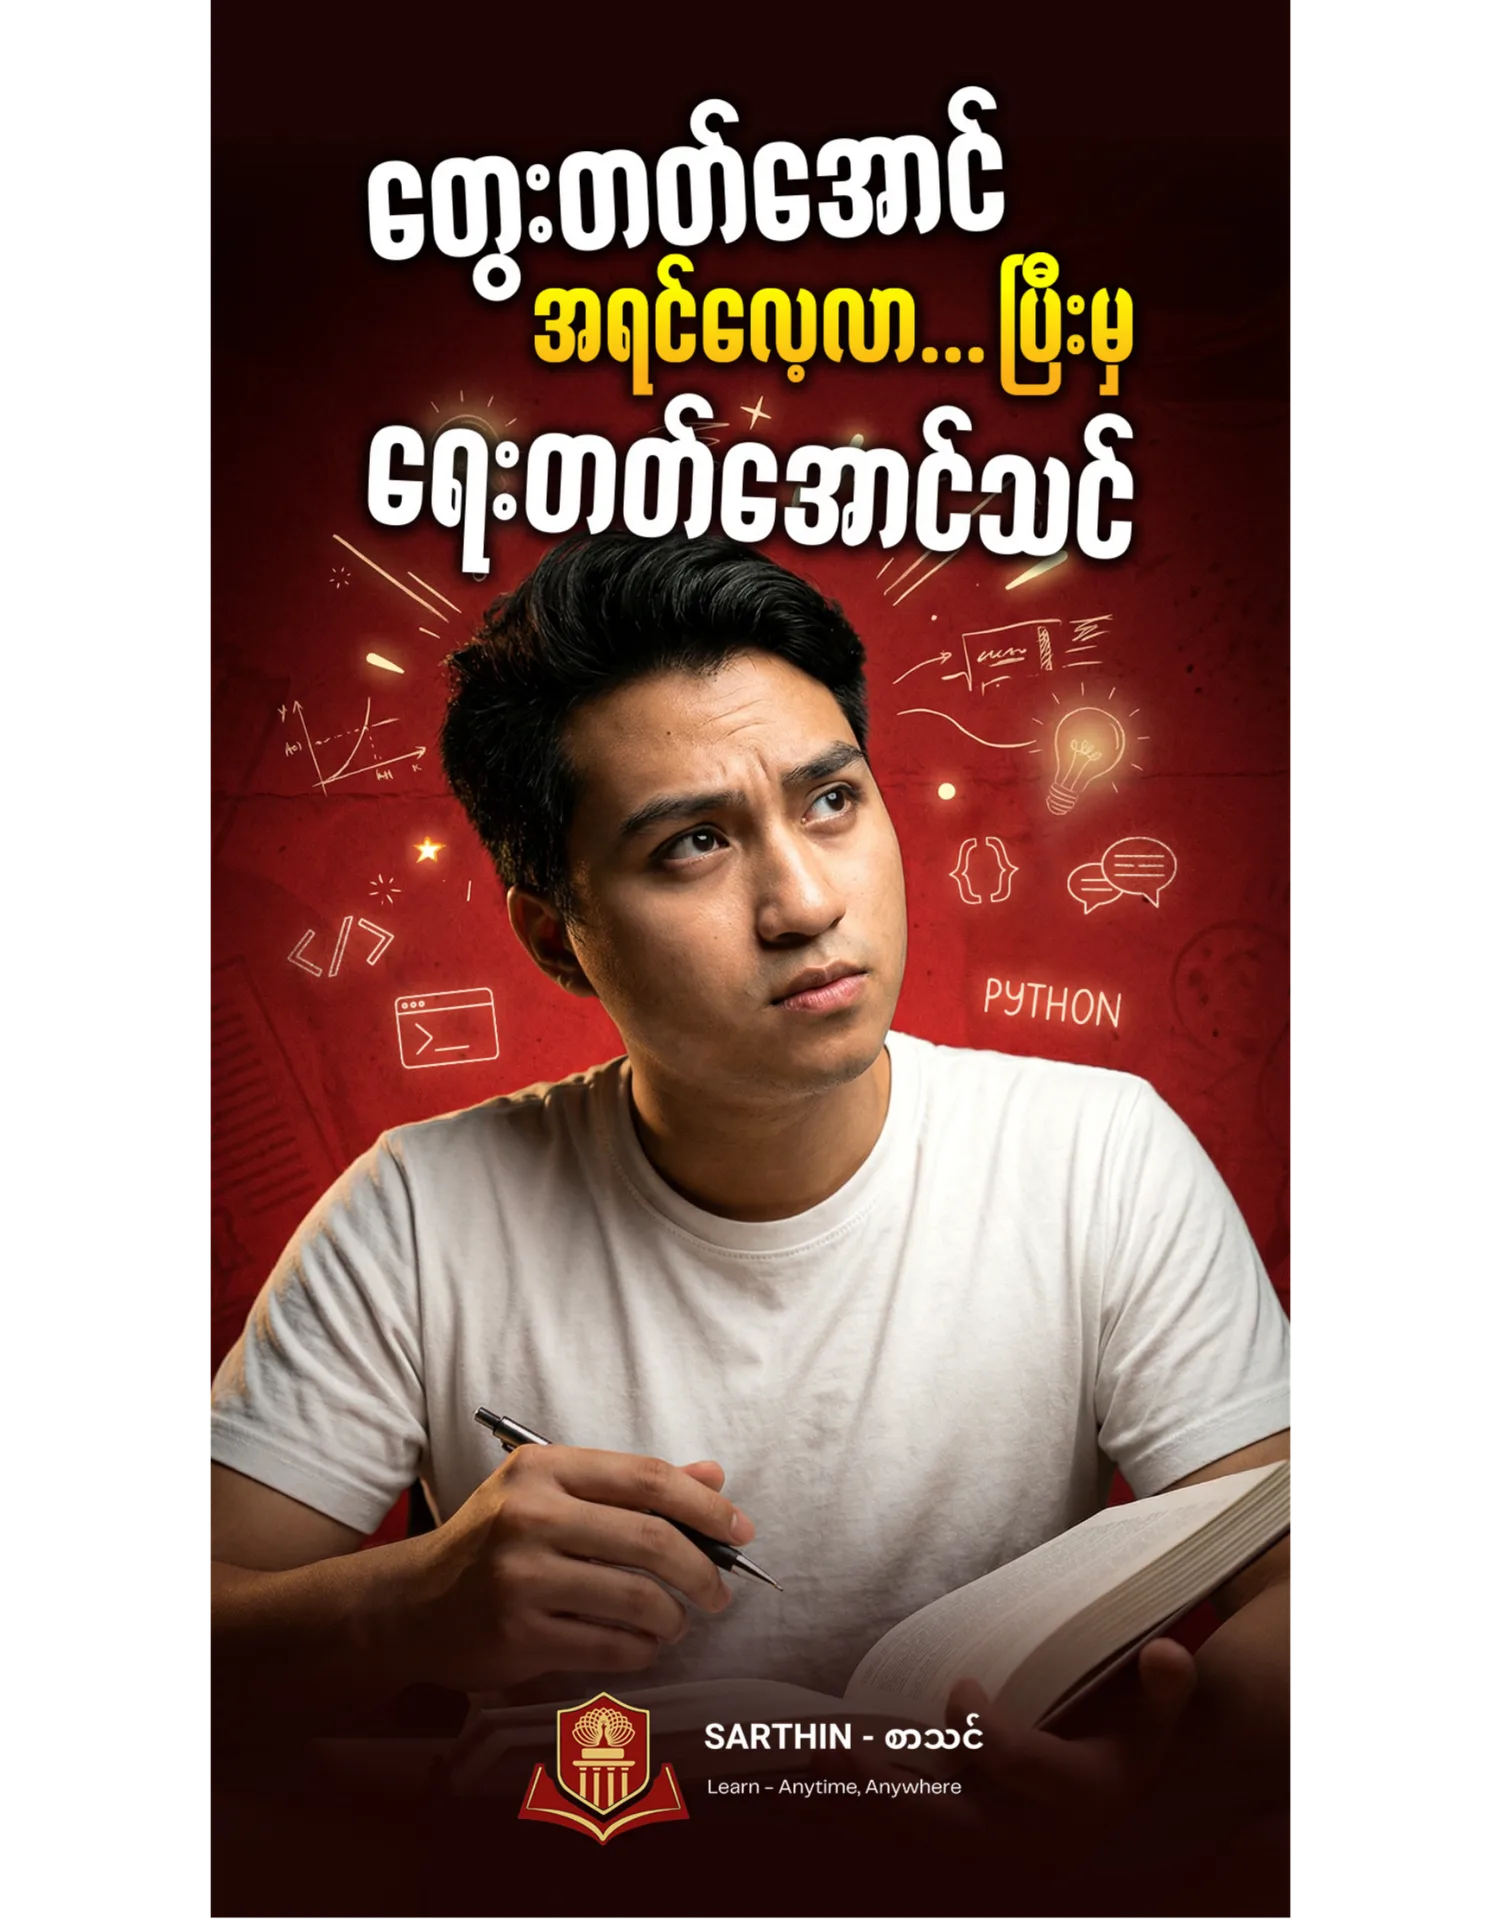 တွေးတတ်အောင်
အရင်လေ့လာ... ပြီးမှ
ရေးတတ်အောင်သင်
PYTHON
SARTHIN - စာသင်
Learn - Anytime, Anywhere